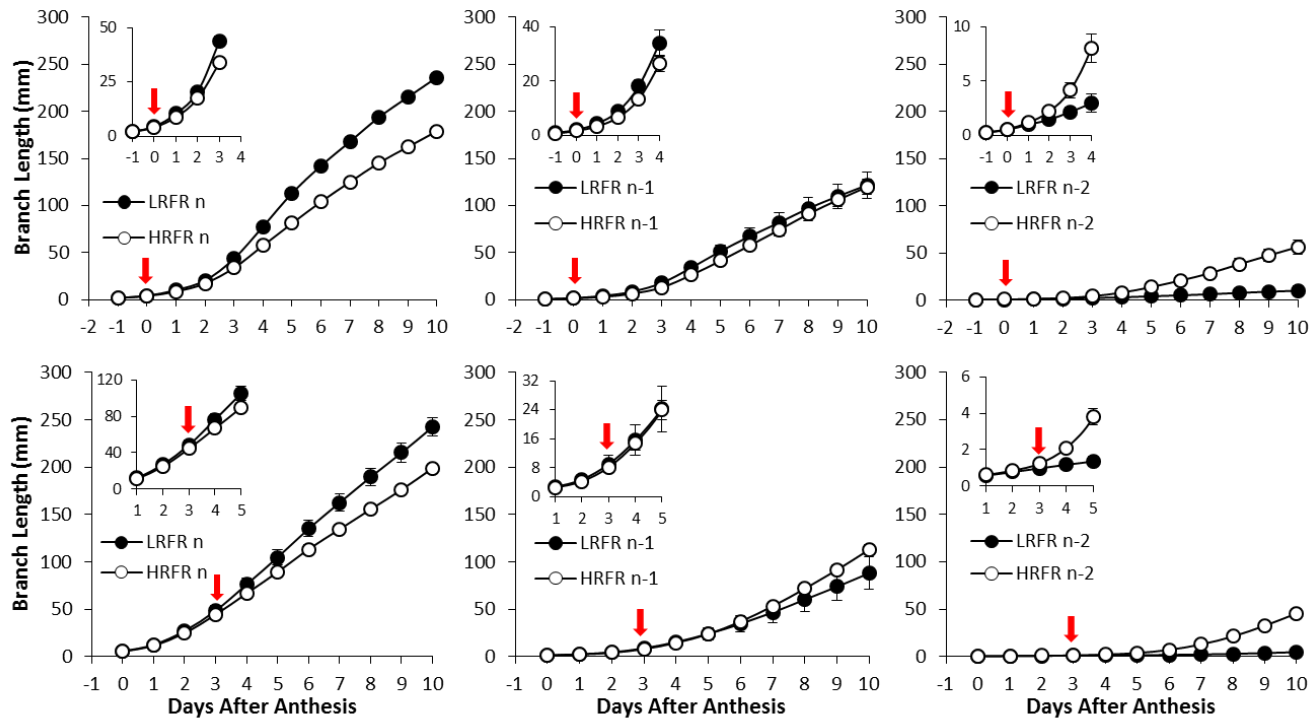 Branch Length (mm)
300
250
200
150
100
50
0
-2 -1 0 1 2 3 4 5 6 7 8 9 10
50
25
0
-1 0 1 2 3 4
LRFR n
HRFR n
300
250
200
150
100
50
0
-2 -1 0 1 2 3 4 5 6 7 8 9 10
40
20
0
-1 0 1 2 3 4
LRFR n-1
HRFR n-1
300
250
200
150
100
50
0
-2 -1 0 1 2 3 4 5 6 7 8 9 10
10
5
0
-1 0 1 2 3 4
LRFR n-2
HRFR n-2
Branch Length (mm)
300
250
200
150
100
50
0
-1 0 1 2 3 4 5 6 7 8 9 10
Days After Anthesis
120
80
40
0
1 2 3 4 5
LRFR n
HRFR n
300
250
200
150
100
50
0
-1 0 1 2 3 4 5 6 7 8 9 10
Days After Anthesis
32
24
16
8
0
1 2 3 4 5
LRFR n-1
HRFR n-1
300
250
200
150
100
50
0
-1 0 1 2 3 4 5 6 7 8 9 10
Days After Anthesis
6
4
2
0
1 2 3 4 5
LRFR n-2
HRFR n-2